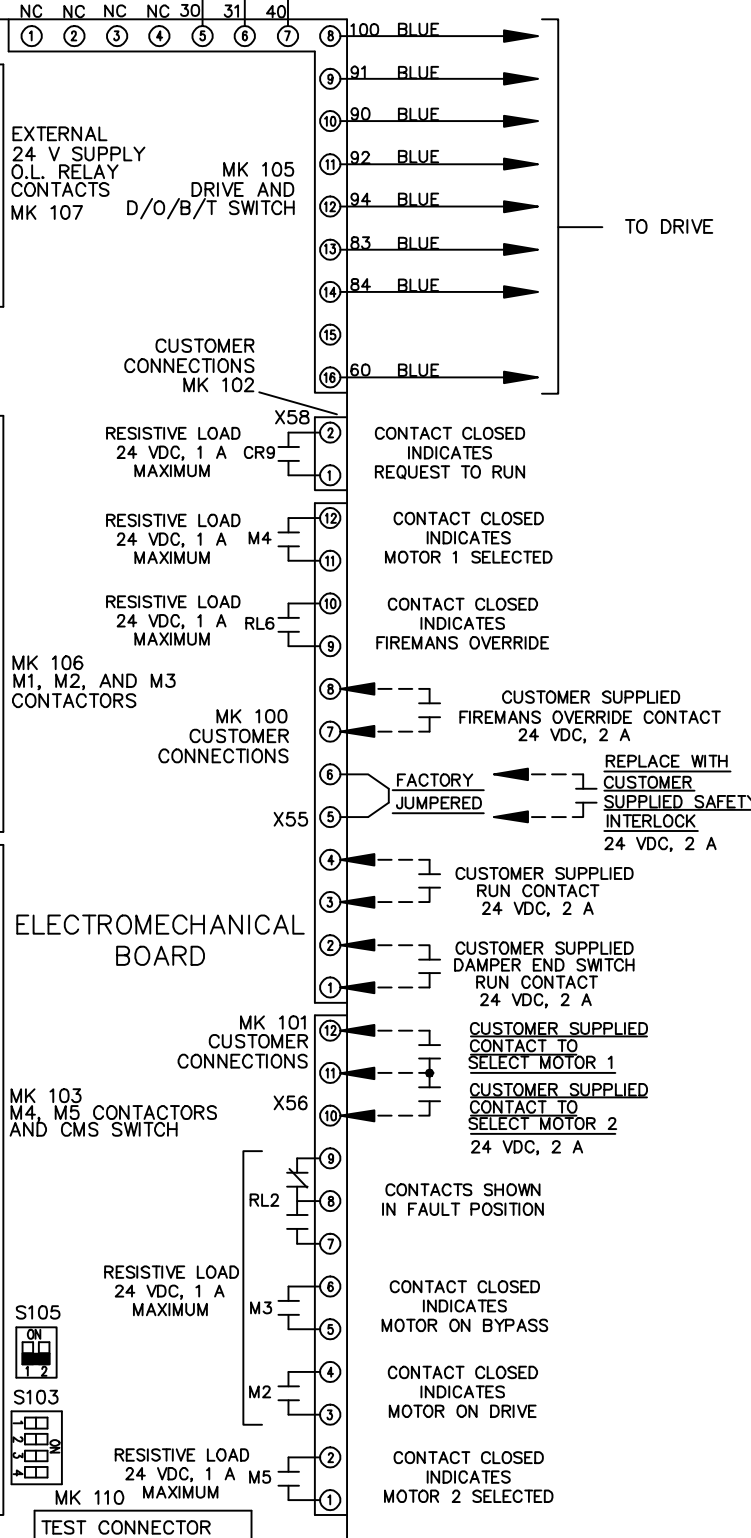 NC NC NC NC 30 31 40
1 2 3 4 5 6 7 8 100 BLUE
9 91 BLUE
10 90 BLUE
11 92 BLUE
12 94 BLUE
13 83 BLUE
14 84 BLUE
15
16 60 BLUE
TO DRIVE
EXTERNAL
24 V SUPPLY
O.L. RELAY
CONTACTS
MK 107
MK 105
DRIVE AND
D/O/B/T SWITCH
CUSTOMER
CONNECTIONS
MK 102
X58
RESISTIVE LOAD
24 VDC, 1 A
MAXIMUM
CR9
2
1
CONTACT CLOSED
INDICATES
REQUEST TO RUN
RESISTIVE LOAD
24 VDC, 1 A
MAXIMUM
M4
12
11
CONTACT CLOSED
INDICATES
MOTOR 1 SELECTED
RESISTIVE LOAD
24 VDC, 1 A
MAXIMUM
RL6
10
9
CONTACT CLOSED
INDICATES
FIREMANS OVERRIDE
MK 106
M1, M2, AND M3
CONTACTORS
MK 100
CUSTOMER
CONNECTIONS
8
7
CUSTOMER SUPPLIED
FIREMANS OVERRIDE CONTACT
24 VDC, 2 A
X55
6
5
FACTORY
JUMPERED
REPLACE WITH
CUSTOMER
SUPPLIED SAFETY
INTERLOCK
24 VDC, 2 A
4
3
CUSTOMER SUPPLIED
RUN CONTACT
24 VDC, 2 A
ELECTROMECHANICAL
BOARD
2
1
CUSTOMER SUPPLIED
DAMPER END SWITCH
RUN CONTACT
24 VDC, 2 A
MK 101
CUSTOMER
CONNECTIONS
X56
12
11
10
CUSTOMER SUPPLIED
CONTACT TO
SELECT MOTOR 1
CUSTOMER SUPPLIED
CONTACT TO
SELECT MOTOR 2
24 VDC, 2 A
MK 103
M4, M5 CONTACTORS
AND CMS SWITCH
RL2
9
8
7
CONTACTS SHOWN
IN FAULT POSITION
RESISTIVE LOAD
24 VDC, 1 A
MAXIMUM
M3
6
5
CONTACT CLOSED
INDICATES
MOTOR ON BYPASS
M2
4
3
CONTACT CLOSED
INDICATES
MOTOR ON DRIVE
S105
ON
1 2
S103
1
2
3
4
ON
RESISTIVE LOAD
24 VDC, 1 A
MAXIMUM
M5
2
1
CONTACT CLOSED
INDICATES
MOTOR 2 SELECTED
MK 110
TEST CONNECTOR